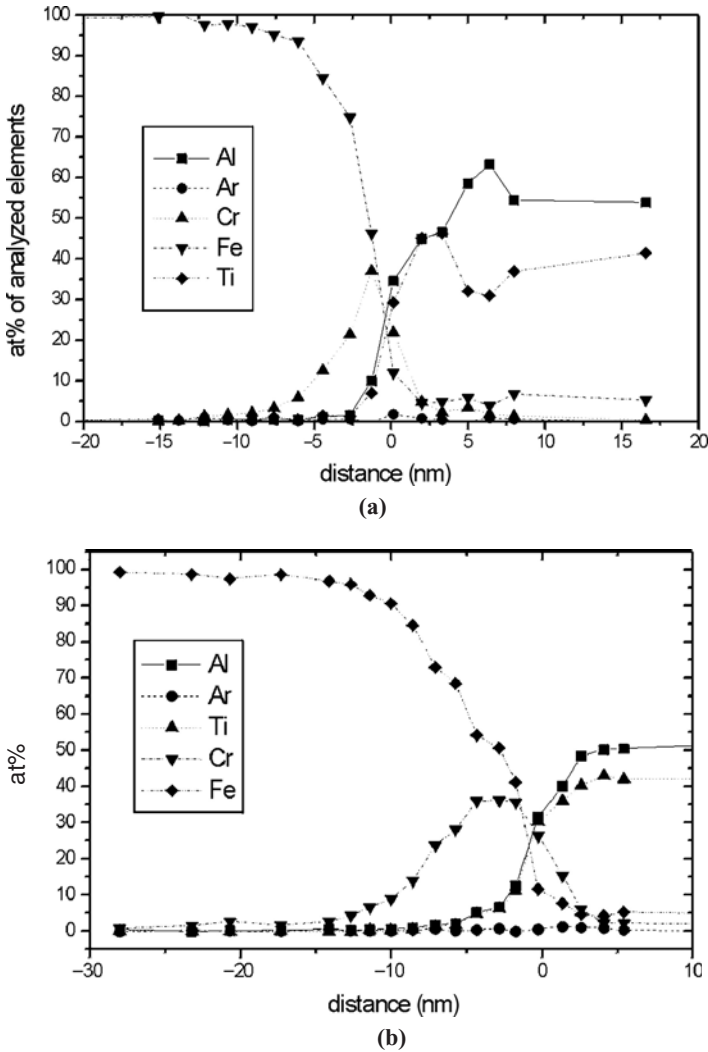 (a)
100
90
80
70
60
50
40
30
20
10
0
at% of analyzed elements
Al
Ar
Cr
Fe
Ti
−20 −15 −10 −5 0 5 10 15 20
distance (nm)
(a)
100
90
80
70
60
50
40
30
20
10
0
at%
Al
Ar
Ti
Cr
Fe
−30 −20 −10 0 10
distance (nm)
(b)